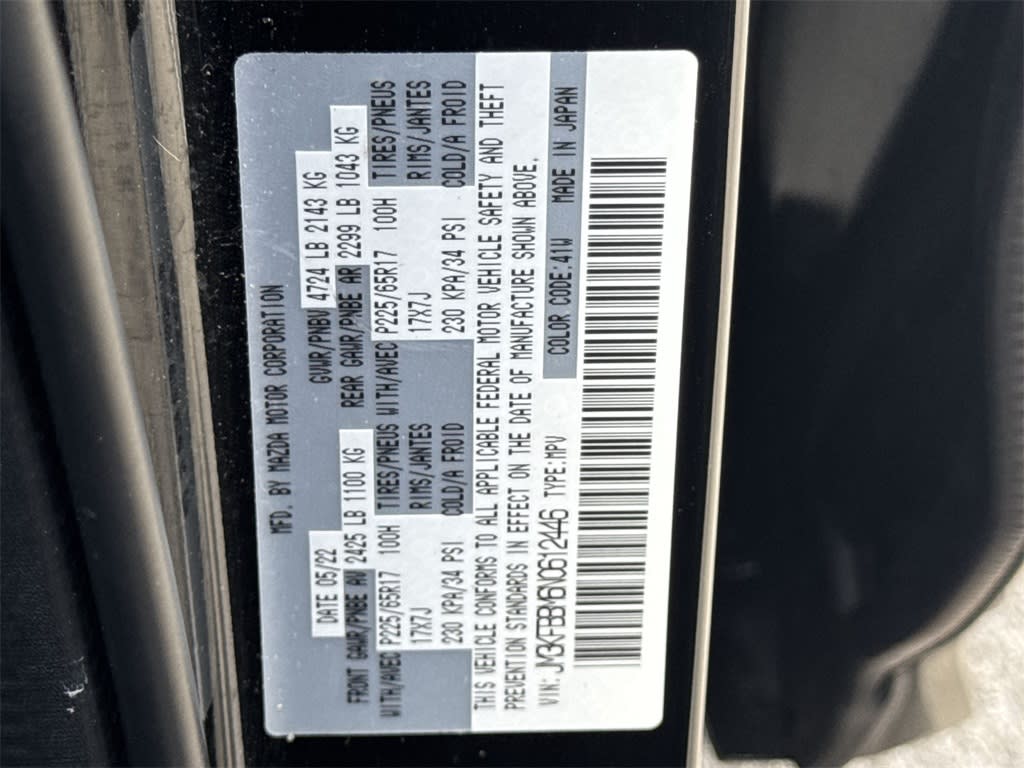 MFD. BY MAZDA MOTOR CORPORATION
DATE 05/22 GVWR/PNBV 4724 LB 2143 KG
FRONT GAWR/PNBE AV 2425 LB 1100 KG REAR GAWR/PNBE AR 2299 LB 1043 KG
WITH/AVEC P225/65R17 100H TIRES/PNEUS WITH/AVEC P225/65R17 100H TIRES/PNEUS
17X7J RIMS/JANTES 17X7J RIMS/JANTES
230 KPA/34 PSI COLD/A FROID 230 KPA/34 PSI COLD/A FROID
THIS VEHICLE CONFORMS TO ALL APPLICABLE FEDERAL MOTOR VEHICLE SAFETY AND THEFT
PREVENTION STANDARDS IN EFFECT ON THE DATE OF MANUFACTURE SHOWN ABOVE.
VIN: JM3KFBBM6N0612446 TYPE:MPV COLOR CODE:41W MADE IN JAPAN